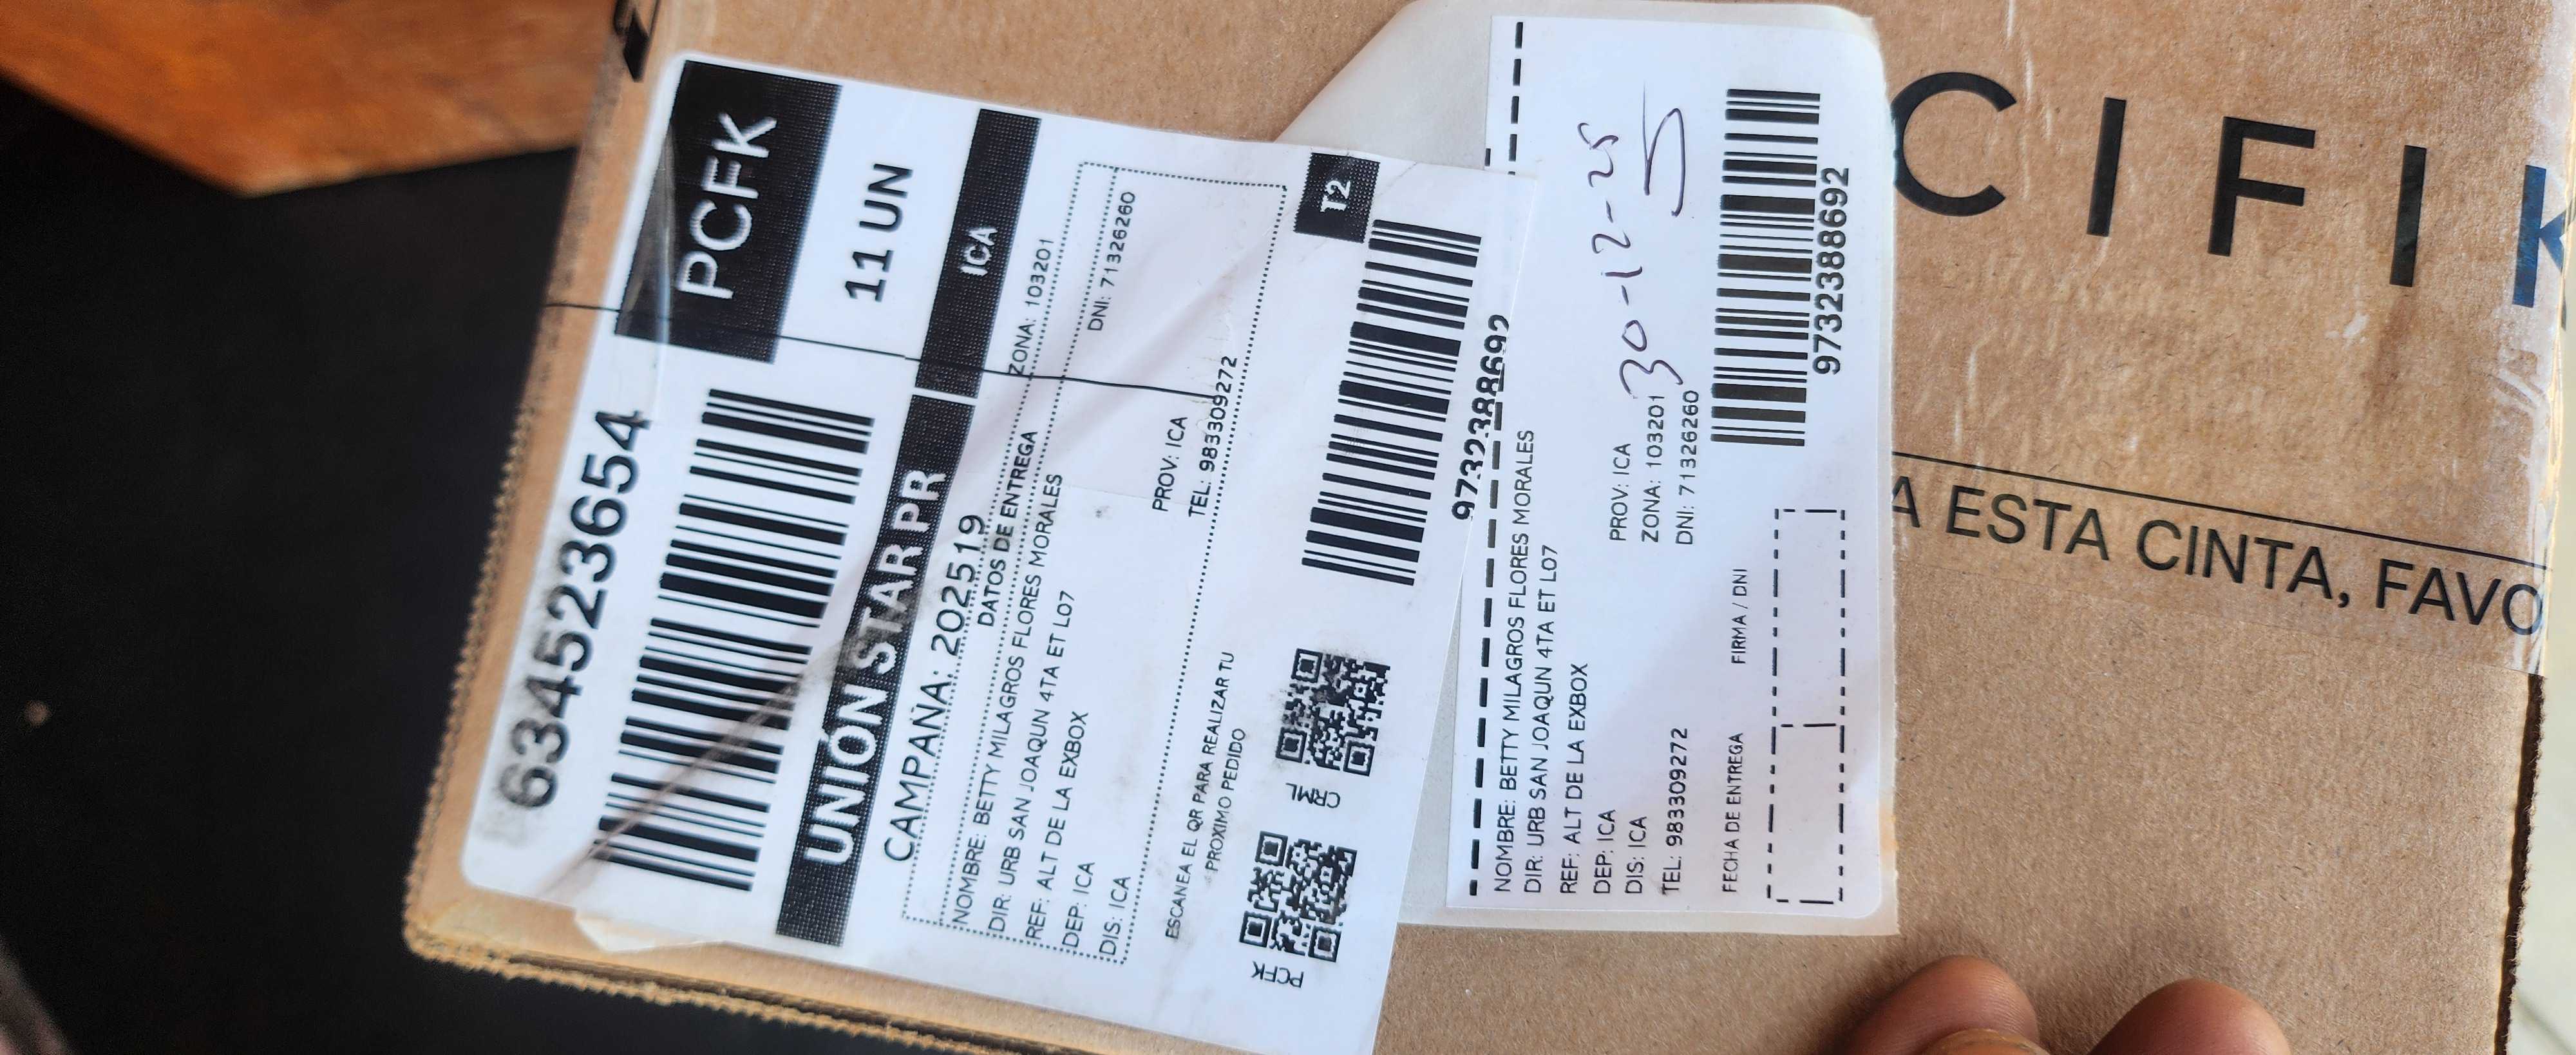 634523654
PCFK
11 UN
UNIÓN STAR PR
ICA
CAMPAÑA: 202519
ZONA: 103201
DATOS DE ENTREGA
NOMBRE: BETTY MILAGROS FLORES MORALES
DNI: 71326260
DIR: URB SAN JOAQUN 4TA ET L07
REF: ALT DE LA EXBOX
DEP: ICA
PROV: ICA
DIS: ICA
TEL: 983309272
ESCANEA EL QR PARA REALIZAR TU
PROXIMO PEDIDO
PCFK
CRML
T2
9732388692
NOMBRE: BETTY MILAGROS FLORES MORALES
DIR: URB SAN JOAQUN 4TA ET L07
REF: ALT DE LA EXBOX
DEP: ICA
PROV: ICA
DIS: ICA
ZONA: 103201
TEL: 983309272
DNI: 71326260
30-12-25
5
FECHA DE ENTREGA
FIRMA / DNI
9732388692
CIFIK
A ESTA CINTA, FAVO